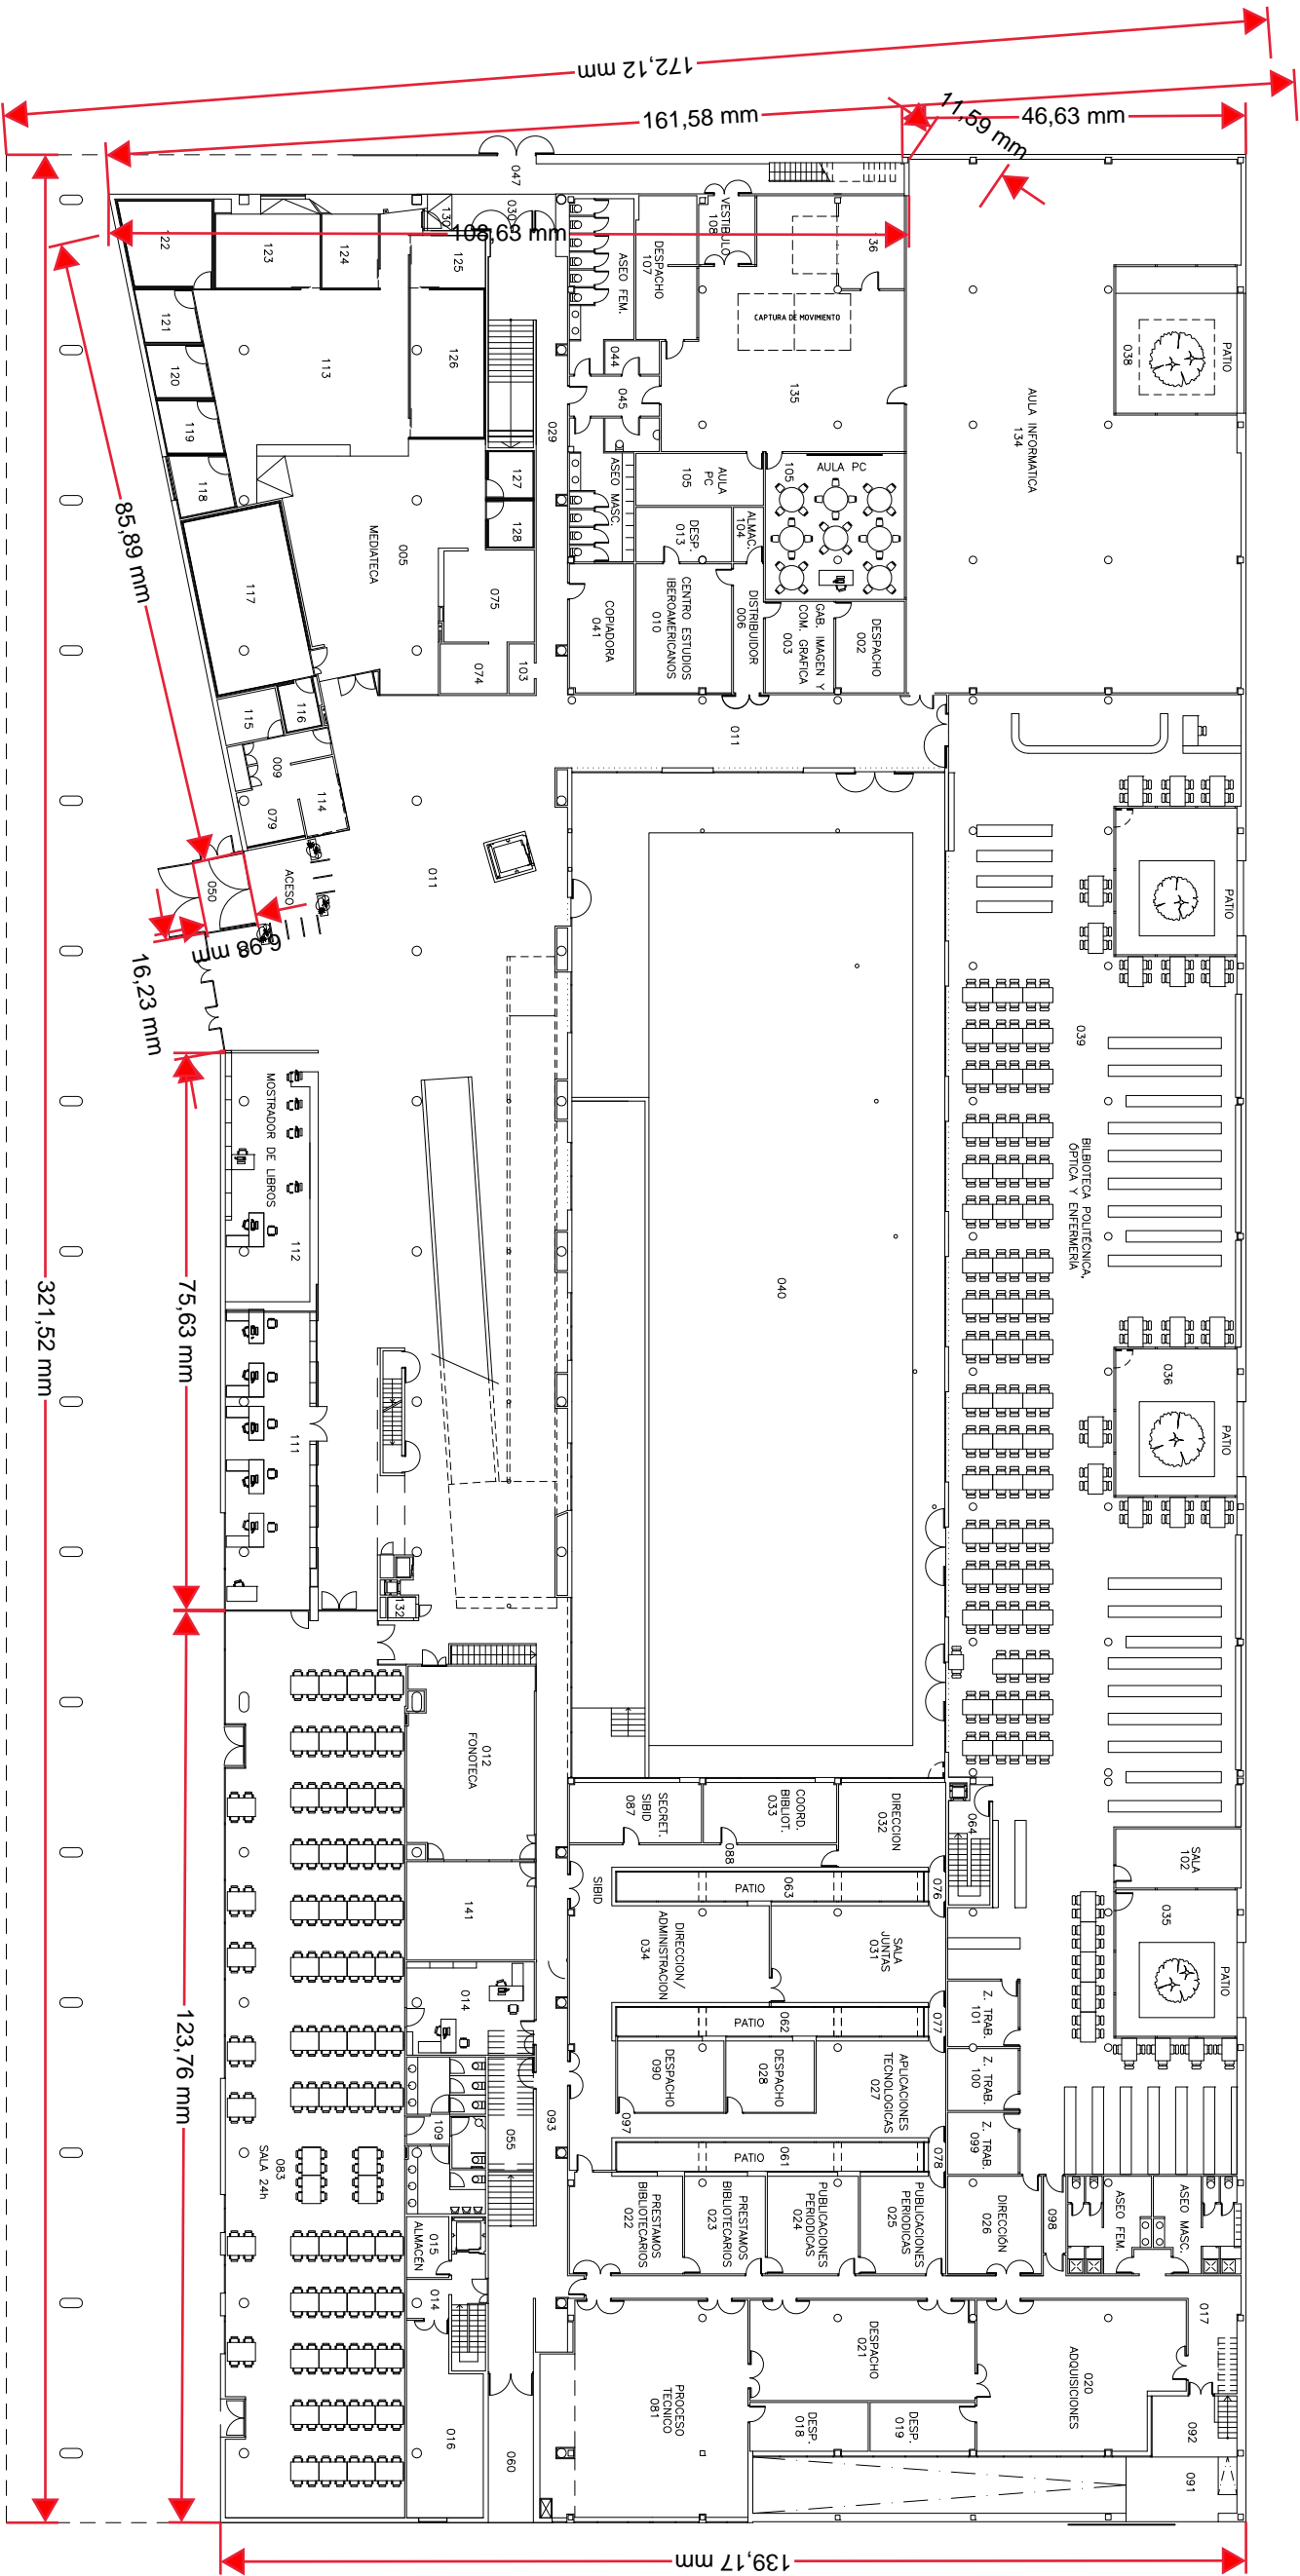 172,12 mm
161,58 mm
11,59 mm
46,63 mm
047
030
130
108,63 mm
122
123
124
125
121
120
119
118
113
126
029
127
128
005
MEDIATECA
117
075
074
103
115
116
009
079
114
85,89 mm
ASEO FEM.
DESPACHO
107
VESTIBULO
108
136
CAPTURA DE MOVIMIENTO
135
044
045
ASEO MASC.
AULA
PC
105
AULA PC
105
DESP.
013
ALMAC.
104
COPIADORA
041
CENTRO ESTUDIOS
IBEROAMERICANOS
010
DISTRIBUIDOR
006
GAB. IMAGEN Y
COM. GRAFICA
003
DESPACHO
002
AULA INFORMATICA
134
PATIO
038
011
011
050
ACESO
6,98 mm
16,23 mm
MOSTRADOR DE LIBROS
112
111
75,63 mm
321,52 mm
132
040
PATIO
039
BILBIOTECA POLITÉCNICA,
ÓPTICA Y ENFERMERIA
036
PATIO
012
FONOTECA
141
014
123,76 mm
083
SALA 24h
109
055
093
015
ALMACÉN
014
016
060
SECRET.
SIBID
087
COORD.
BIBLIOT.
033
DIRECCION
032
088
SIBID
PATIO
063
076
064
DIRECCION/
ADMINISTRACION
034
SALA
JUNTAS
031
PATIO
062
077
DESPACHO
090
DESPACHO
028
APLICACIONES
TECNOLOGICAS
027
097
PATIO
061
078
PRESTAMOS
BIBLIOTECARIOS
022
PRESTAMOS
BIBLIOTECARIOS
023
PUBLICACIONES
PERIODICAS
024
PUBLICACIONES
PERIODICAS
025
DIRECCIÓN
026
SALA
102
035
PATIO
Z. TRAB.
101
Z. TRAB.
100
Z. TRAB.
099
098
ASEO FEM.
ASEO MASC.
017
PROCESO
TECNICO
081
DESPACHO
021
DESP.
018
DESP.
019
020
ADQUISICIONES
092
091
139,17 mm